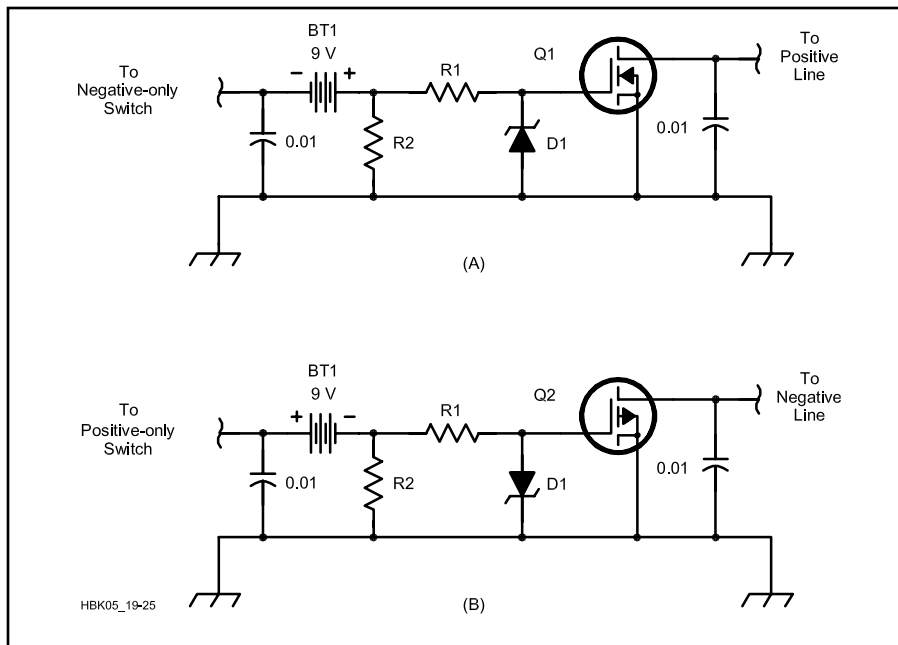 BT1
9 V
To
Negative-only
Switch
- +
R1
Q1
To
Positive
Line
0.01
R2
D1
0.01
(A)
BT1
9 V
To
Positive-only
Switch
+ -
R1
Q2
To
Negative
Line
0.01
R2
D1
0.01
HBK05_19-25
(B)